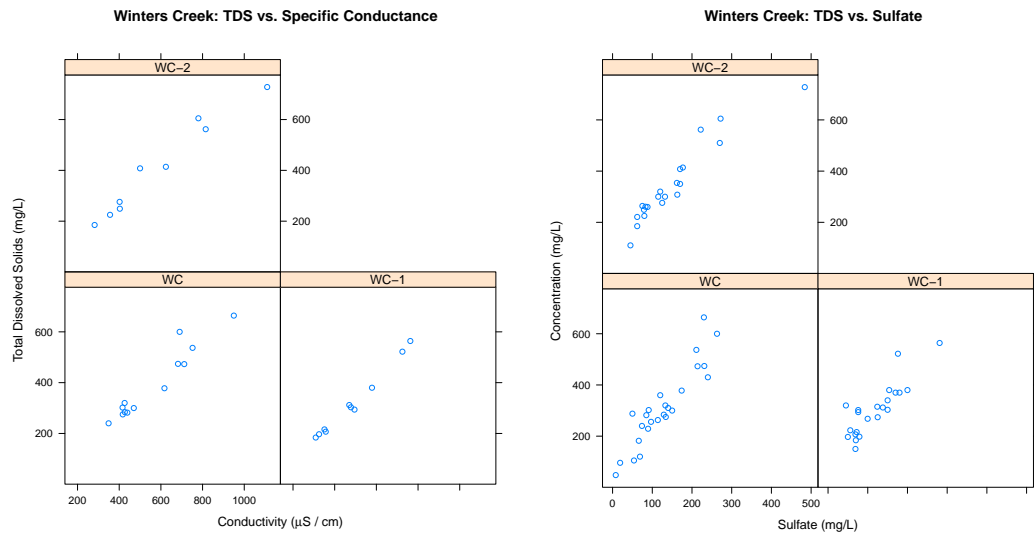 Winters Creek: TDS vs. Specific Conductance
WC−2
600
400
200
WC
WC−1
600
400
200
200 400 600 800 1000
Total Dissolved Solids (mg/L)
Conductivity (μS / cm)
Winters Creek: TDS vs. Sulfate
WC−2
600
400
200
WC
WC−1
600
400
200
0 100 200 300 400 500
Concentration (mg/L)
Sulfate (mg/L)